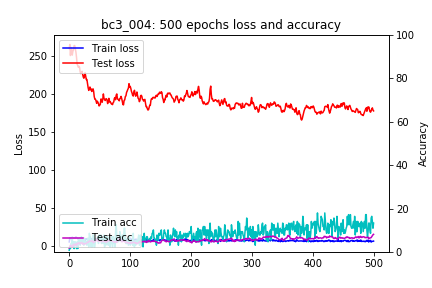 bc3_004: 500 epochs loss and accuracy
Train loss
Test loss
Train acc
Test acc
Loss
Accuracy
250
200
150
100
50
0
100
80
60
40
20
0
0
100
200
300
400
500